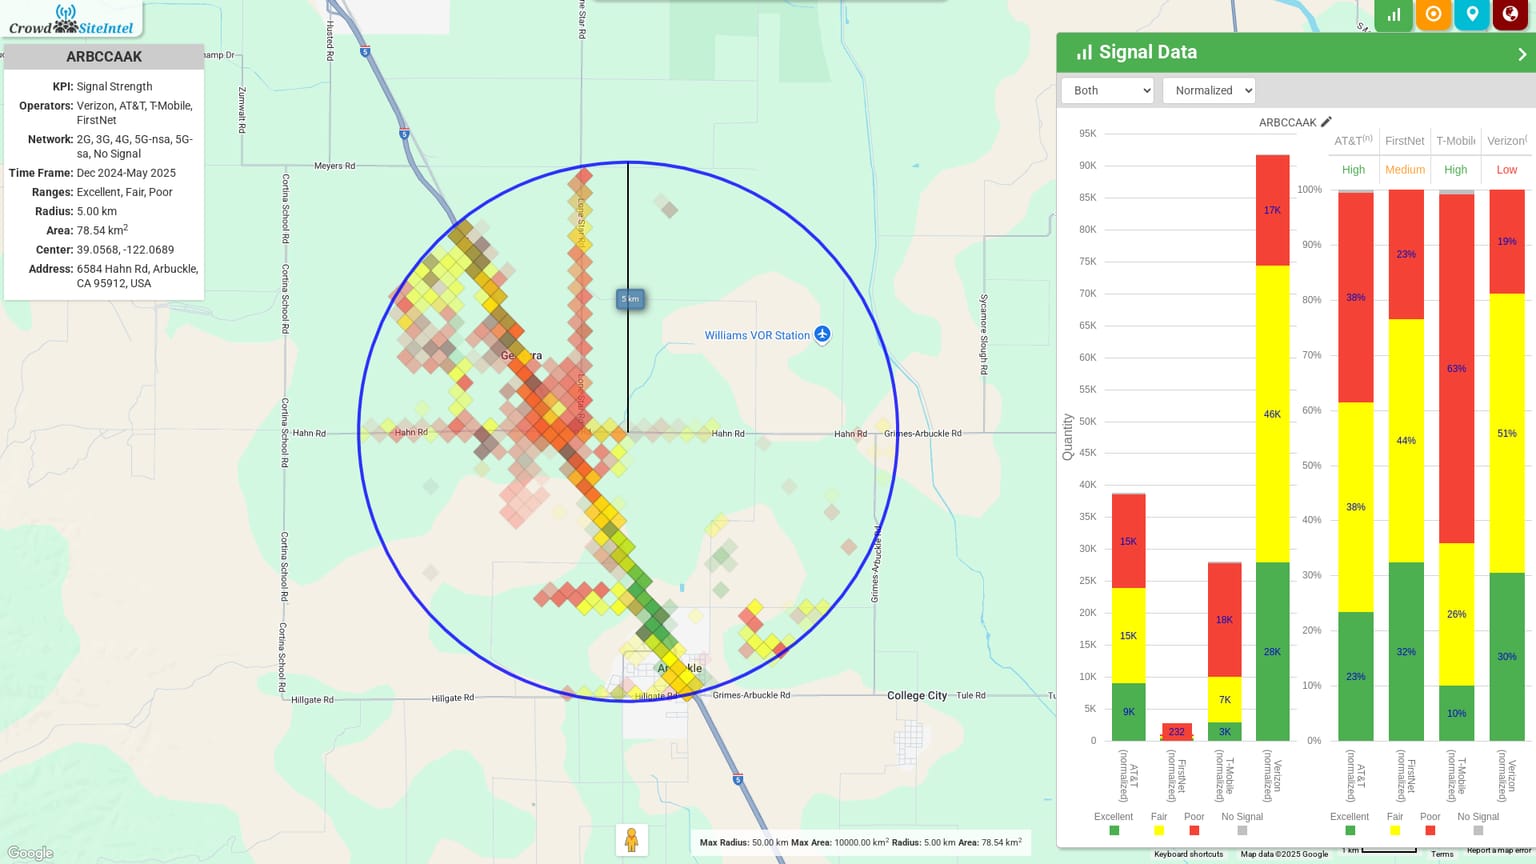 Crowd SiteIntel
ARBCCAAK
KPI: Signal Strength
Operators: Verizon, AT&T, T-Mobile,
FirstNet
Network: 2G, 3G, 4G, 5G-nsa, 5G-
sa, No Signal
Time Frame: Dec 2024-May 2025
Ranges: Excellent, Fair, Poor
Radius: 5.00 km
Area: 78.54 km²
Center: 39.0568, -122.0689
Address: 6584 Hahn Rd, Arbuckle,
CA 95912, USA
amp Dr
Husted Rd
Zumwalt Rd
ne Star Rd
5
5
Meyers Rd
Cortina School Rd
Cortina School Rd
Cortina School Rd
Cortina School Rd
Cortina School Rd
Lone Star Rd
5 km
Williams VOR Station
Sycamore Slough Rd
Lone Star Rd
Hahn Rd
Hahn Rd
Hahn Rd
Hahn Rd
Grimes-Arbuckle Rd
Grimes-Arbuckle Rd
Hillgate Rd
Hillgate Rd
Hillgate Rd
Grimes-Arbuckle Rd
College City
Tule Rd
5
Google
Max Radius: 50.00 km Max Area: 10000.00 km² Radius: 5.00 km Area: 78.54 km²
Signal Data
Both
Normalized
ARBCCAAK
Quantity
95K
90K
85K
80K
75K
70K
65K
60K
55K
50K
45K
40K
35K
30K
25K
20K
15K
10K
5K
0
15K
15K
9K
232
18K
7K
3K
17K
46K
28K
AT&T
(normalized)
FirstNet
(normalized)
T-Mobile
(normalized)
Verizon
(normalized)
Excellent
Fair
Poor
No Signal
AT&T(n)
FirstNet
T-Mobile
Verizon(
High
Medium
High
Low
100%
90%
80%
70%
60%
50%
40%
30%
20%
10%
0%
38%
38%
23%
23%
44%
32%
63%
26%
10%
19%
51%
30%
AT&T
(normalized)
FirstNet
(normalized)
T-Mobile
(normalized)
Verizon
(normalized)
Excellent
Fair
Poor
No Signal
Keyboard shortcuts
Map data ©2025 Google
1 km
Terms
Report a map error